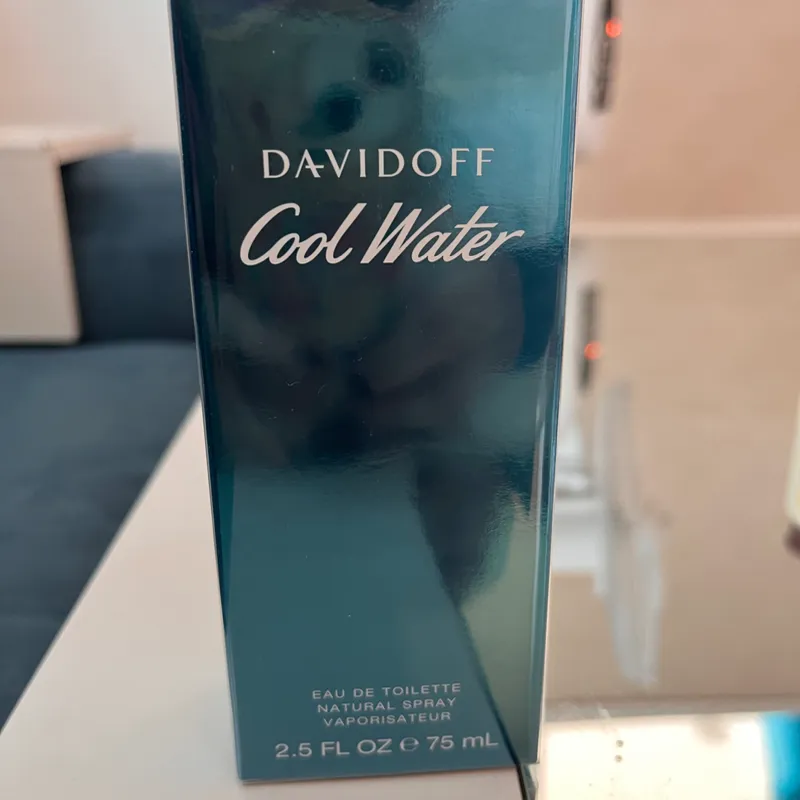 DAVIDOFF
Cool Water
EAU DE TOILETTE
NATURAL SPRAY
VAPORISATEUR
2.5 FL OZ ℮ 75 mL